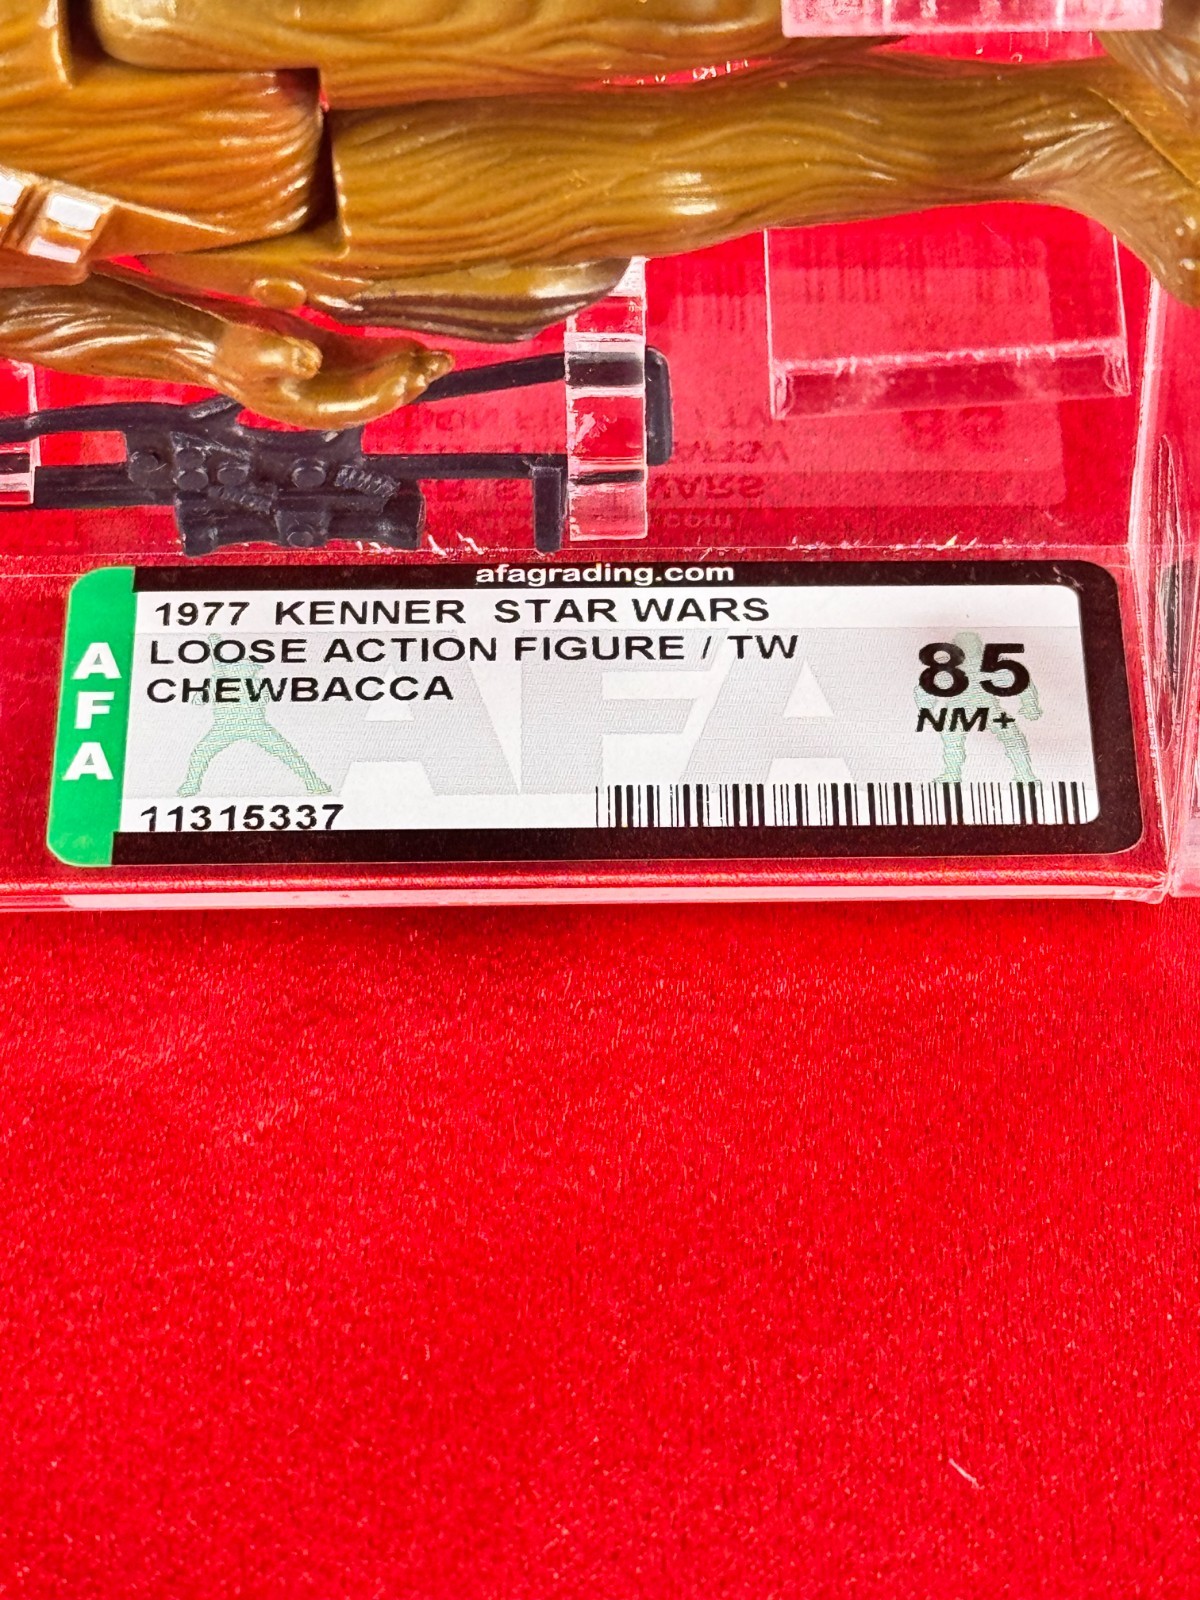 afagrading.com
AFA
1977 KENNER STAR WARS
LOOSE ACTION FIGURE / TW
CHEWBACCA
85
NM+
AFA
11315337